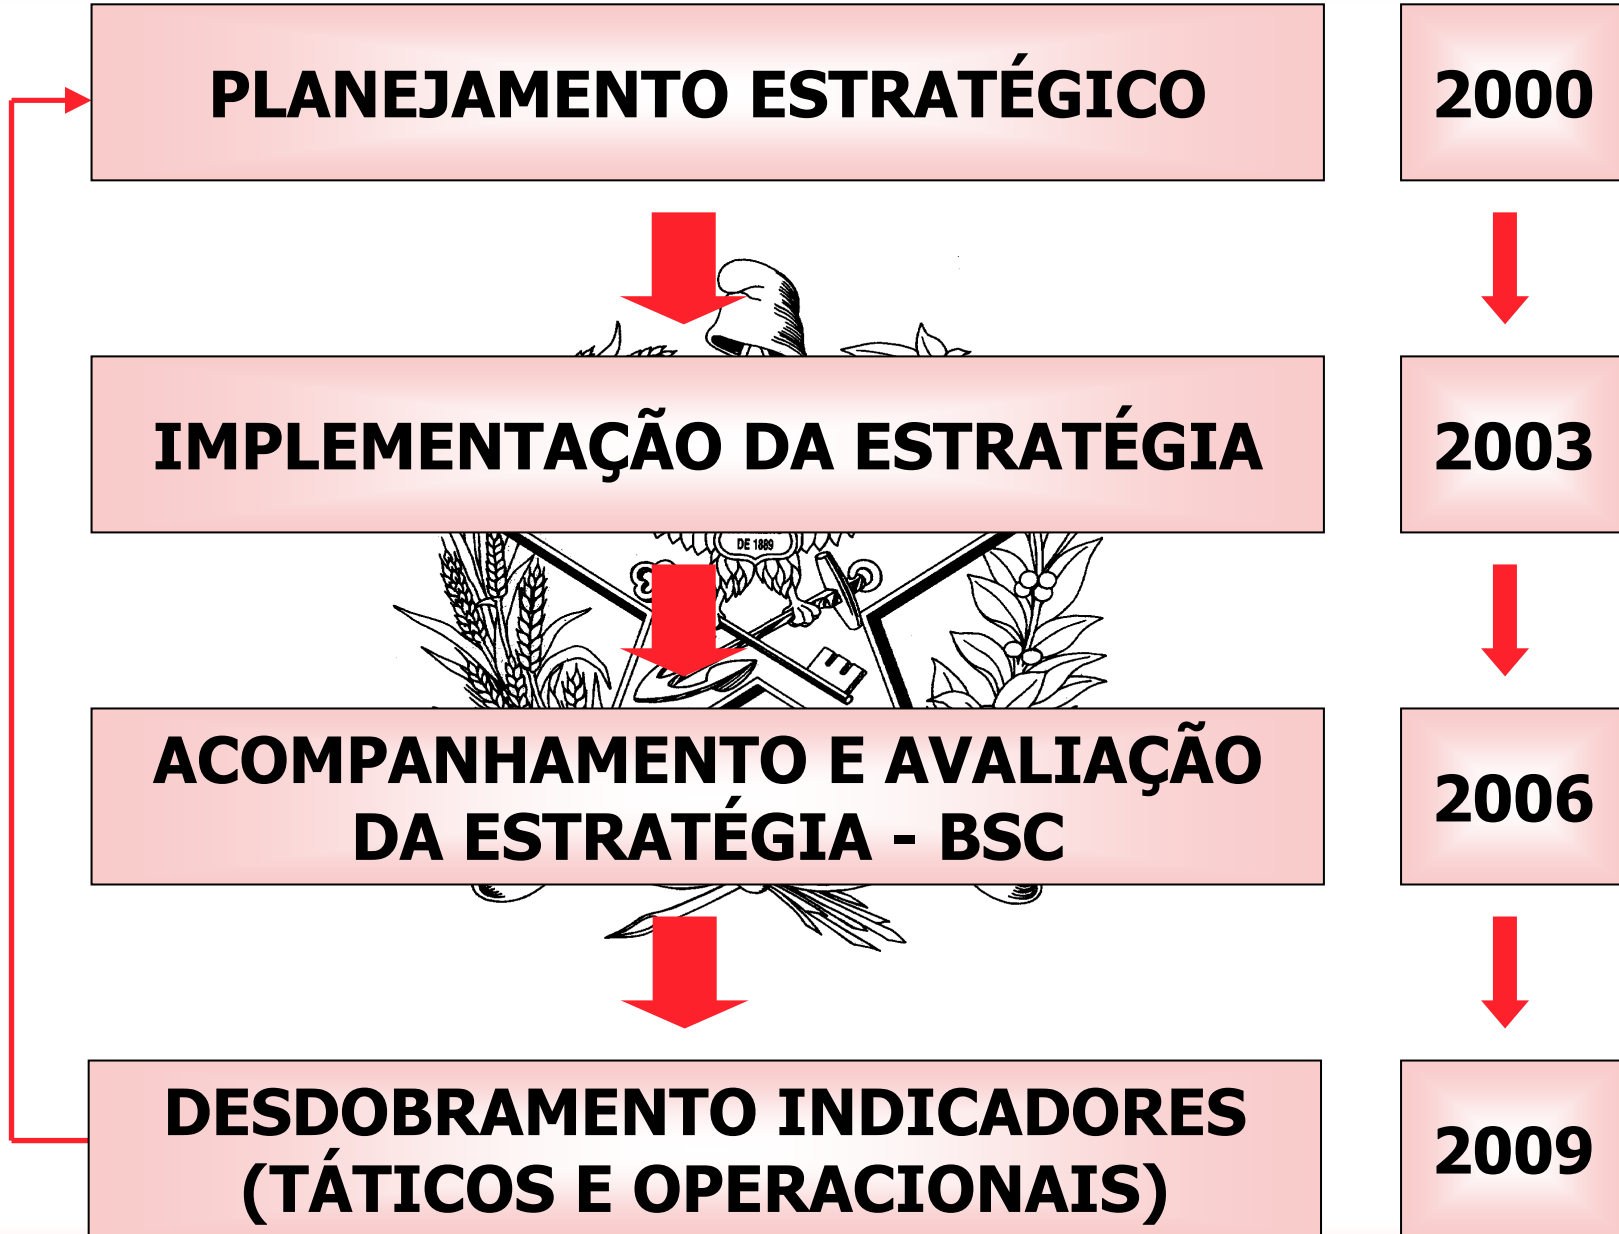 PLANEJAMENTO ESTRATÉGICO
2000
IMPLEMENTAÇÃO DA ESTRATÉGIA
2003
DE 1889
ACOMPANHAMENTO E AVALIAÇÃO
DA ESTRATÉGIA - BSC
2006
DESDOBRAMENTO INDICADORES
(TÁTICOS E OPERACIONAIS)
2009